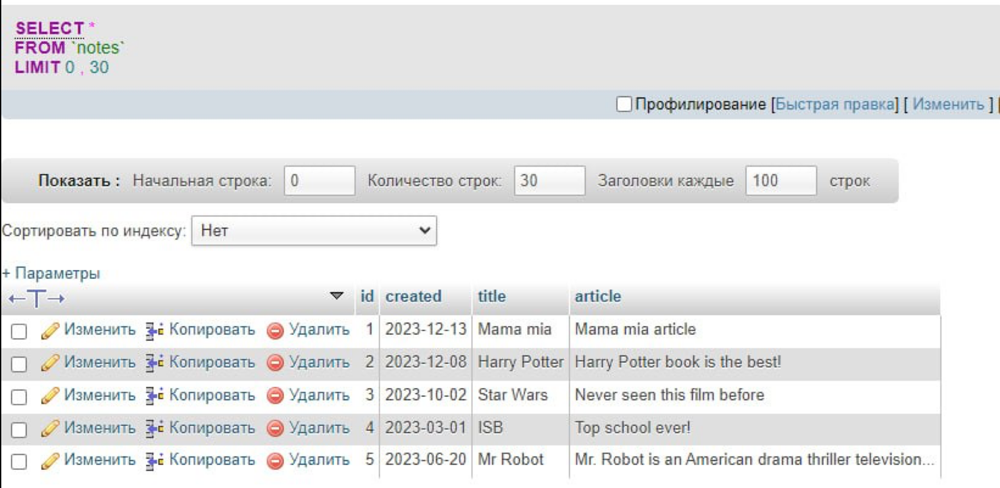 SELECT *
FROM `notes`
LIMIT 0 , 30
Профилирование [Быстрая правка] [ Изменить ] [
Показать : Начальная строка: 0 Количество строк: 30 Заголовки каждые 100 строк
Сортировать по индексу: Нет
+ Параметры
←T→ id created title article
Изменить Копировать Удалить 1 2023-12-13 Mama mia Mama mia article
Изменить Копировать Удалить 2 2023-12-08 Harry Potter Harry Potter book is the best!
Изменить Копировать Удалить 3 2023-10-02 Star Wars Never seen this film before
Изменить Копировать Удалить 4 2023-03-01 ISB Top school ever!
Изменить Копировать Удалить 5 2023-06-20 Mr Robot Mr. Robot is an American drama thriller television...